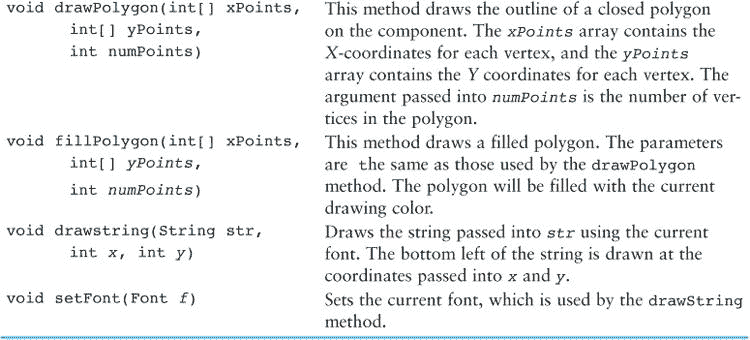 void drawPolygon(int[] xPoints, This method draws the outline of a closed polygon
int[] yPoints, on the component. The xPoints array contains the
int numPoints) X-coordinates for each vertex, and the yPoints
array contains the Y coordinates for each vertex. The
argument passed into numPoints is the number of ver-
tices in the polygon.
void fillPolygon(int[] xPoints, This method draws a filled polygon. The parameters
int[] yPoints, are the same as those used by the drawPolygon
int numPoints) method. The polygon will be filled with the current
drawing color.
void drawstring(String str, Draws the string passed into str using the current
int x, int y) font. The bottom left of the string is drawn at the
coordinates passed into x and y.
void setFont(Font f) Sets the current font, which is used by the drawString
method.